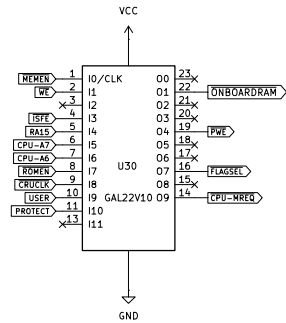 VCC
MEMEN 1 I0/CLK O0 23
WE 2 I1 O1 22 ONBOARDRAM
3 I2 O2 21
ISFE 4 I3 O3 20
RA15 5 I4 O4 19 PWE
CPU-A7 6 I5 O5 18
CPU-A6 7 I6 O6 17
ROMEN 8 I7 U30 O7 16 FLAGSEL
CRUCLK 9 I8 O8 15
USER 10 I9 GAL22V10 O9 14 CPU-MREQ
PROTECT 11 I10
13 I11
GND